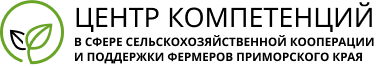 ЦЕНТР КОМПЕТЕНЦИЙ
В СФЕРЕ СЕЛЬСКОХОЗЯЙСТВЕННОЙ КООПЕРАЦИИ
И ПОДДЕРЖКИ ФЕРМЕРОВ ПРИМОРСКОГО КРАЯ